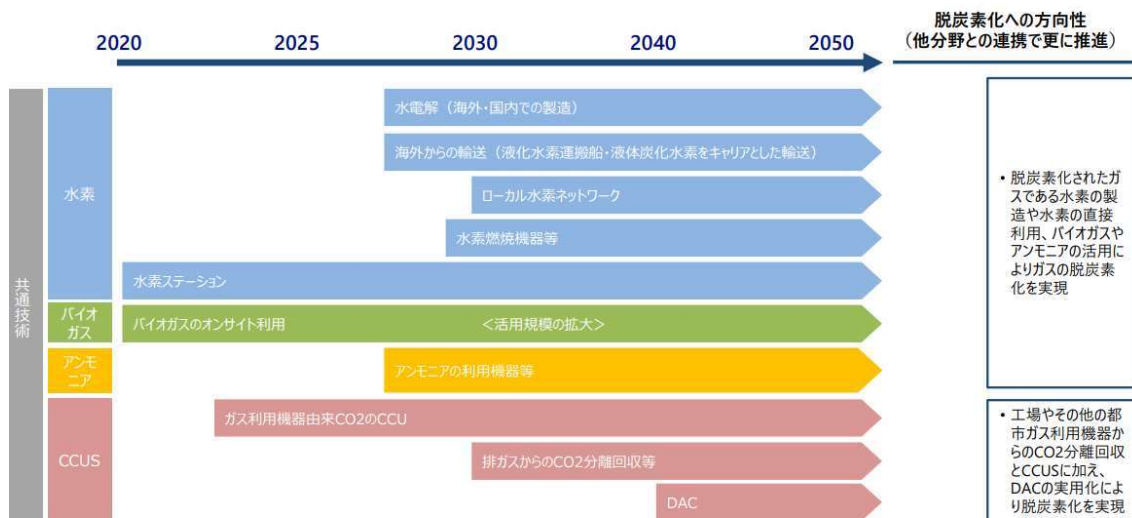 脱炭素化への方向性
(他分野との連携で更に推進)
2020 2025 2030 2040 2050
共通技術
水素
水電解(海外・国内での製造)
海外からの輸送(液化水素運搬船・液体炭化水素をキャリアとした輸送)
ローカル水素ネットワーク
水素燃焼機器等
水素ステーション
バイオ
ガス
バイオガスのオンサイト利用 <活用規模の拡大>
アンモ
ニア
アンモニアの利用機器等
CCUS
ガス利用機器由来CO2のCCU
排ガスからのCO2分離回収等
DAC
• 脱炭素化されたガ
スである水素の製
造や水素の直接
利用、バイオガスや
アンモニアの活用に
よりガスの脱炭素
化を実現
• 工場やその他の都
市ガス利用機器か
らのCO2分離回収
とCCUSに加え、
DACの実用化によ
り脱炭素化を実現